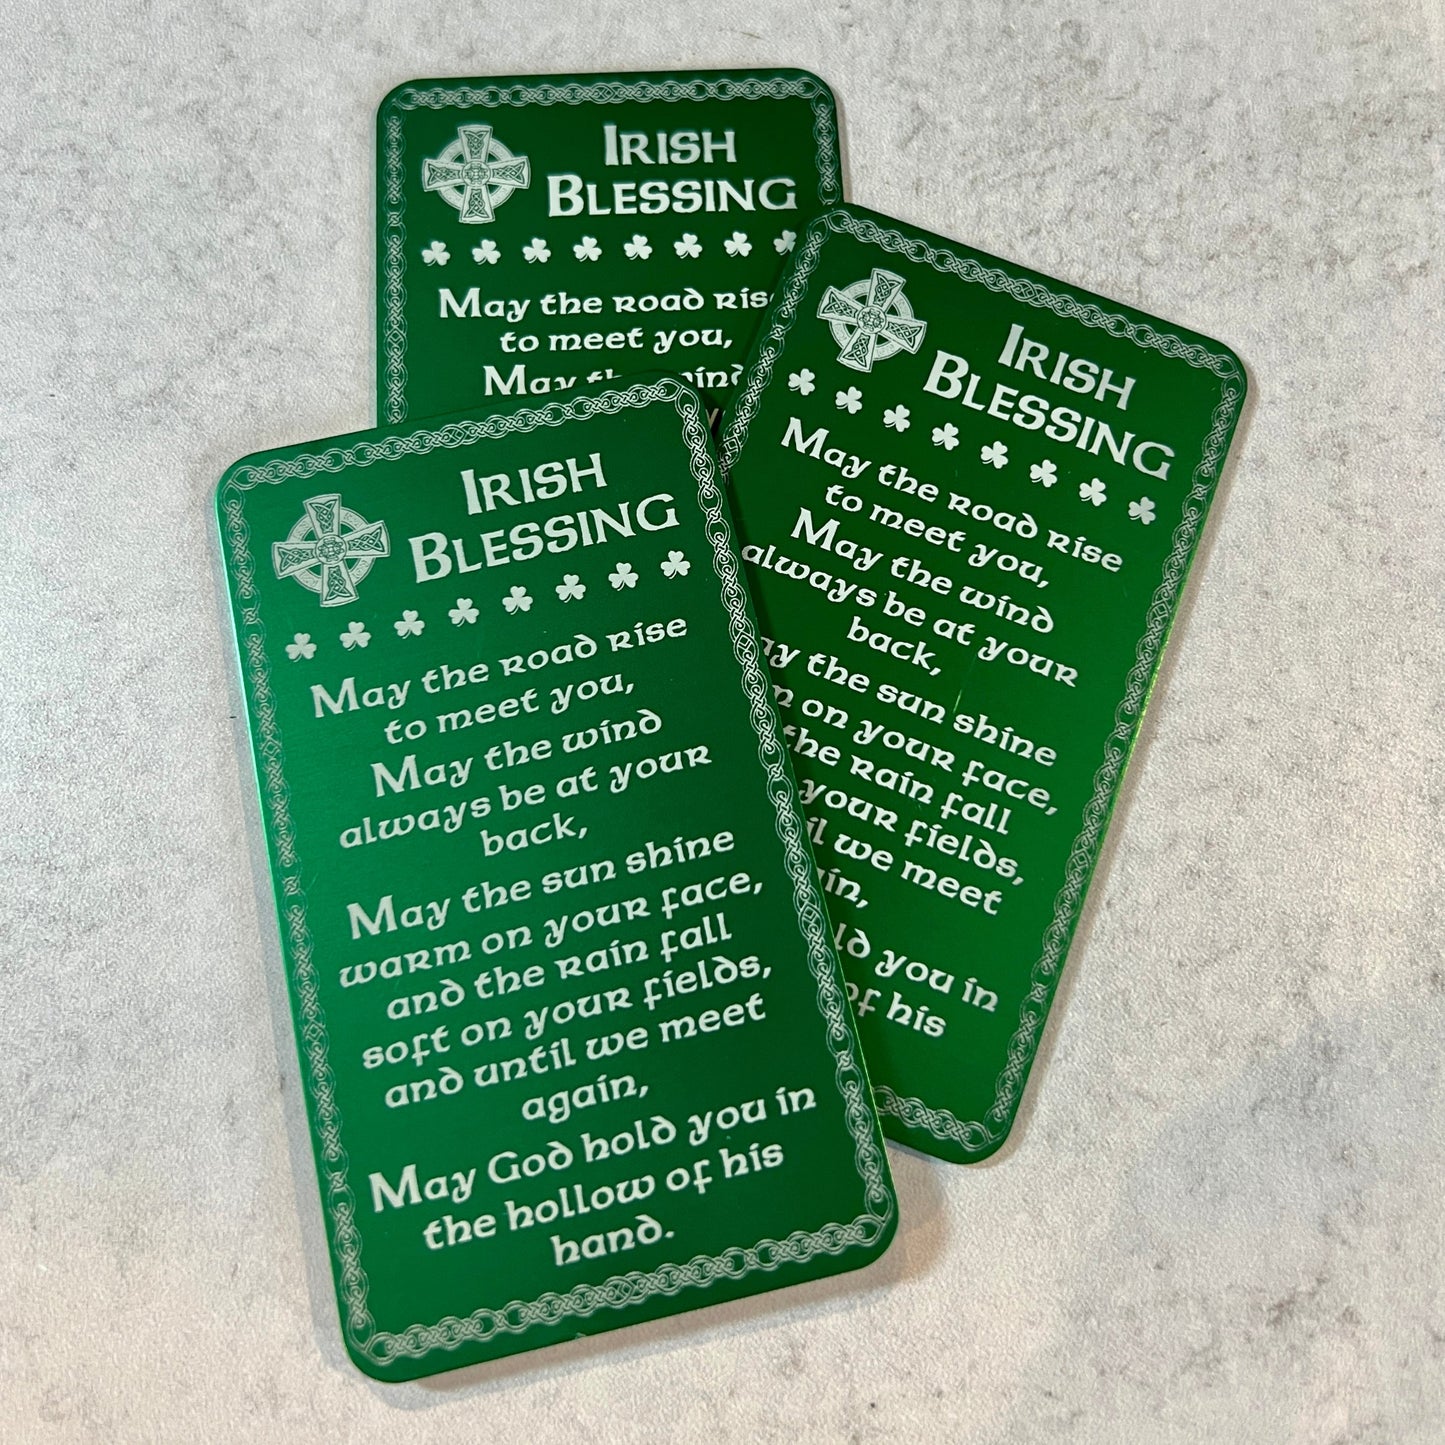 Irish
Blessing
May the road rise
to meet you,
May the wind
Irish
Blessing
May the road rise
to meet you,
May the wind
always be at your
back,
May the sun shine
on your face,
the rain fall
your fields,
we meet
you in
of his
Irish
Blessing
May the road rise
to meet you,
May the wind
always be at your
back,
May the sun shine
warm on your face,
and the rain fall
soft on your fields,
and until we meet
again,
May God hold you in
the hollow of his
hand.